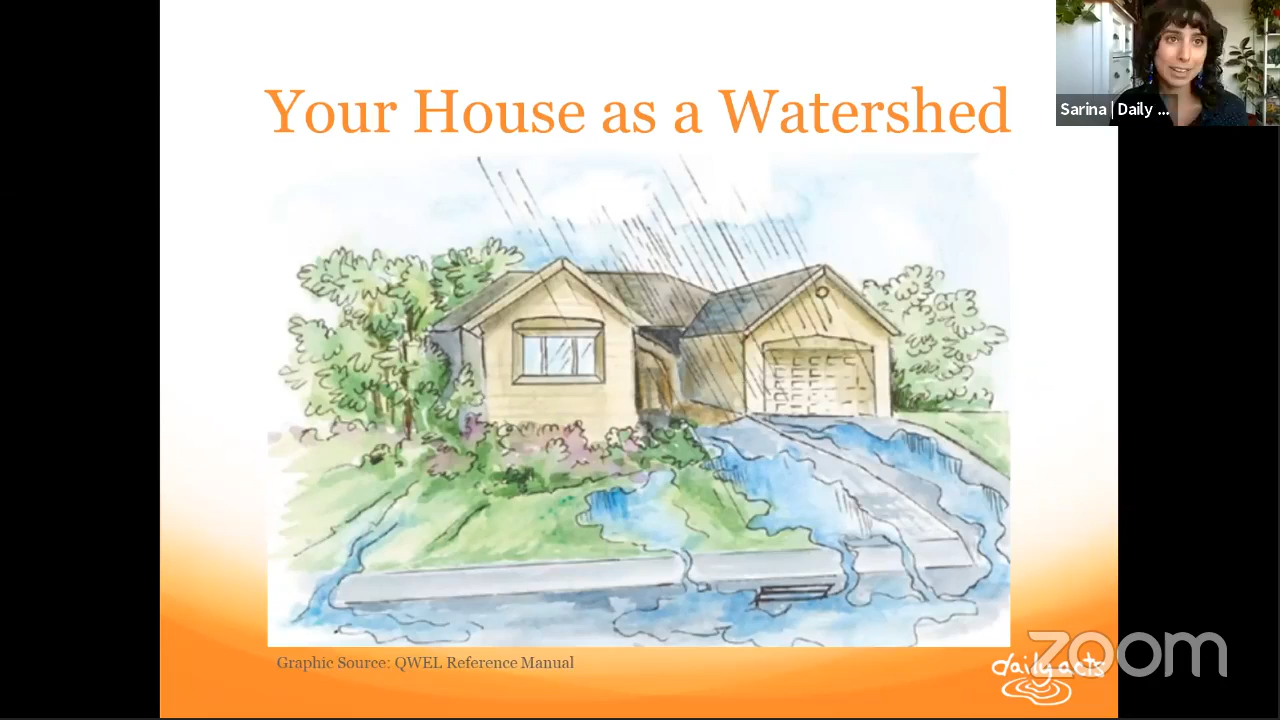 Your House as a Watershed
Sarina | Daily ...
Graphic Source: QWEL Reference Manual
daily acts
zoom